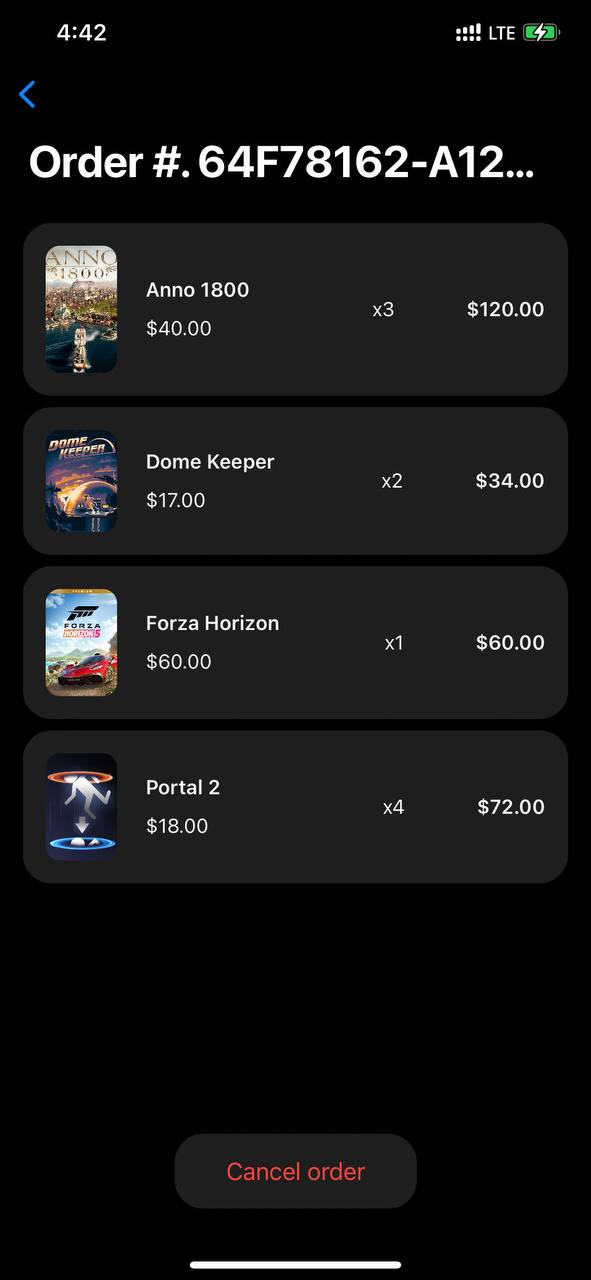 4:42
LTE
Order #. 64F78162-A12...
ANNO
1800
Anno 1800
$40.00
x3
$120.00
DOME
KEEPER
Dome Keeper
$17.00
x2
$34.00
PREMIUM
FORZA
HORIZON 5
Forza Horizon
$60.00
x1
$60.00
Portal 2
$18.00
x4
$72.00
Cancel order